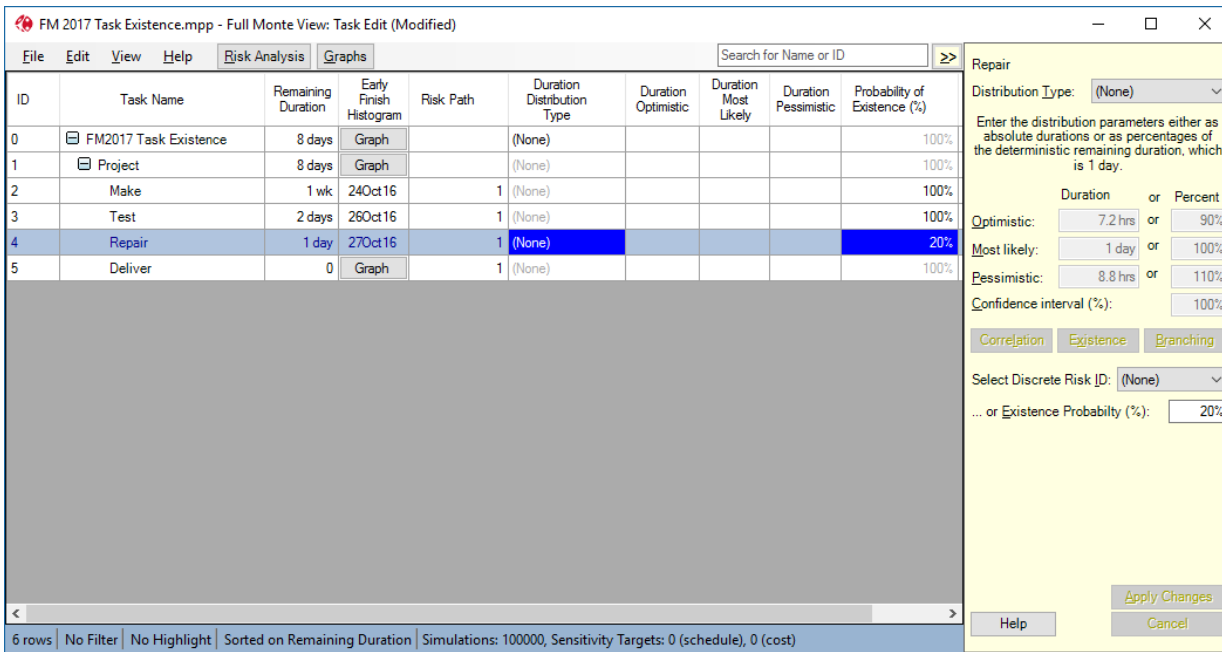 FM 2017 Task Existence.mpp - Full Monte View: Task Edit (Modified)
File Edit View Help Risk Analysis Graphs Search for Name or ID >>
ID Task Name Remaining Duration Early Finish Histogram Risk Path Duration Distribution Type Duration Optimistic Duration Most Likely Duration Pessimistic Probability of Existence (%)
0 FM2017 Task Existence 8 days Graph (None) 100%
1 Project 8 days Graph (None) 100%
2 Make 1 wk 24Oct16 1 (None) 100%
3 Test 2 days 26Oct16 1 (None) 100%
4 Repair 1 day 27Oct16 1 (None) 20%
5 Deliver 0 Graph 1 (None) 100%
6 rows No Filter No Highlight Sorted on Remaining Duration Simulations: 100000, Sensitivity Targets: 0 (schedule), 0 (cost)
Repair
Distribution Type: (None)
Enter the distribution parameters either as
absolute durations or as percentages of
the deterministic remaining duration, which
is 1 day.
Duration or Percent
Optimistic: 7.2 hrs or 90%
Most likely: 1 day or 100%
Pessimistic: 8.8 hrs or 110%
Confidence interval (%): 100%
Correlation Existence Branching
Select Discrete Risk ID: (None)
... or Existence Probabilty (%): 20%
Apply Changes
Help Cancel